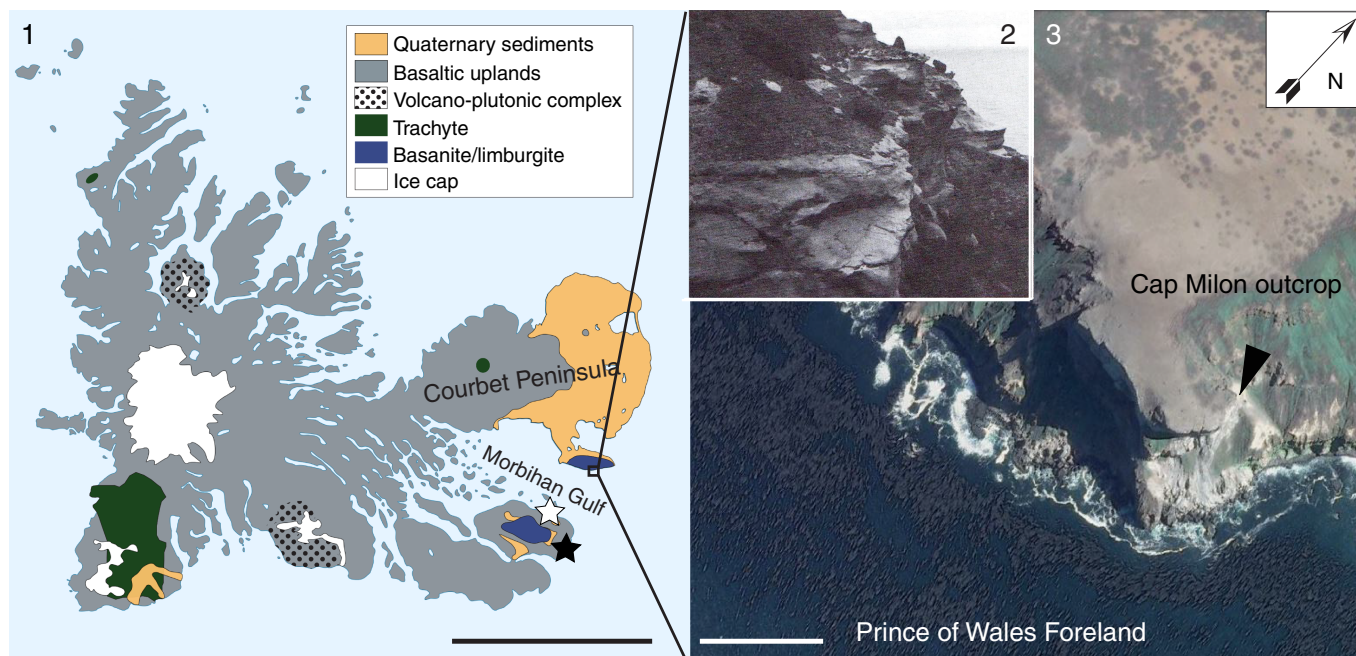 1
Quaternary sediments
Basaltic uplands
Volcano-plutonic complex
Trachyte
Basanite/limburgite
Ice cap
Courbet Peninsula
Morbihan Gulf
2
3
N
Cap Milon outcrop
Prince of Wales Foreland